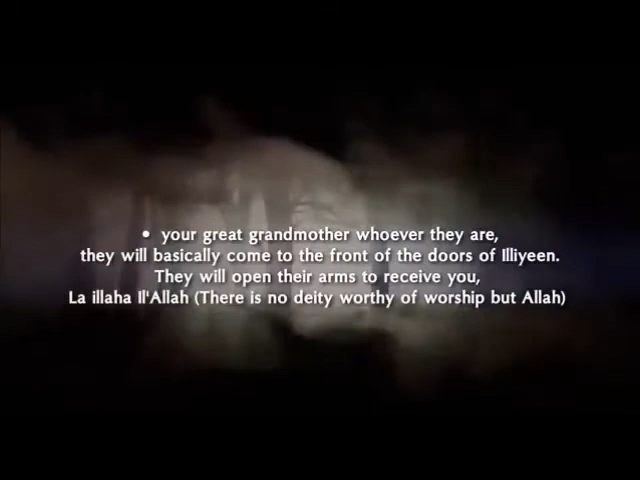 • your great grandmother whoever they are,
they will basically come to the front of the doors of Illiyeen.
They will open their arms to receive you,
La illaha Il'Allah (There is no deity worthy of worship but Allah)